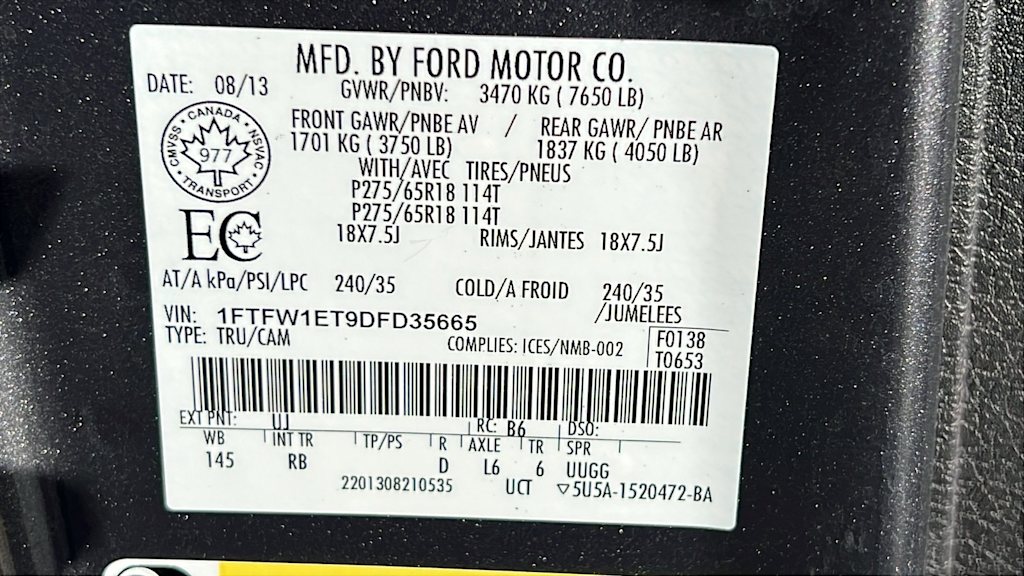 MFD. BY FORD MOTOR CO.
DATE: 08/13
GVWR/PNBV: 3470 KG ( 7650 LB)
FRONT GAWR/PNBE AV / REAR GAWR/ PNBE AR
1701 KG ( 3750 LB) 1837 KG ( 4050 LB)
WITH/AVEC TIRES/PNEUS
P275/65R18 114T
P275/65R18 114T
18X7.5J RIMS/JANTES 18X7.5J
CANADA
CMVSS • NSVAC
977
TRANSPORT
EC
AT/A kPa/PSI/LPC 240/35 COLD/A FROID 240/35
/JUMELEES
VIN: 1FTFW1ET9DFD35665
TYPE: TRU/CAM COMPLIES: ICES/NMB-002
F0138
T0653
EXT PNT: UJ RC: B6 DSO:
WB INT TR TP/PS R AXLE TR SPR
145 RB D L6 6 UUGG
2201308210535 UCT ▽5U5A-1520472-BA